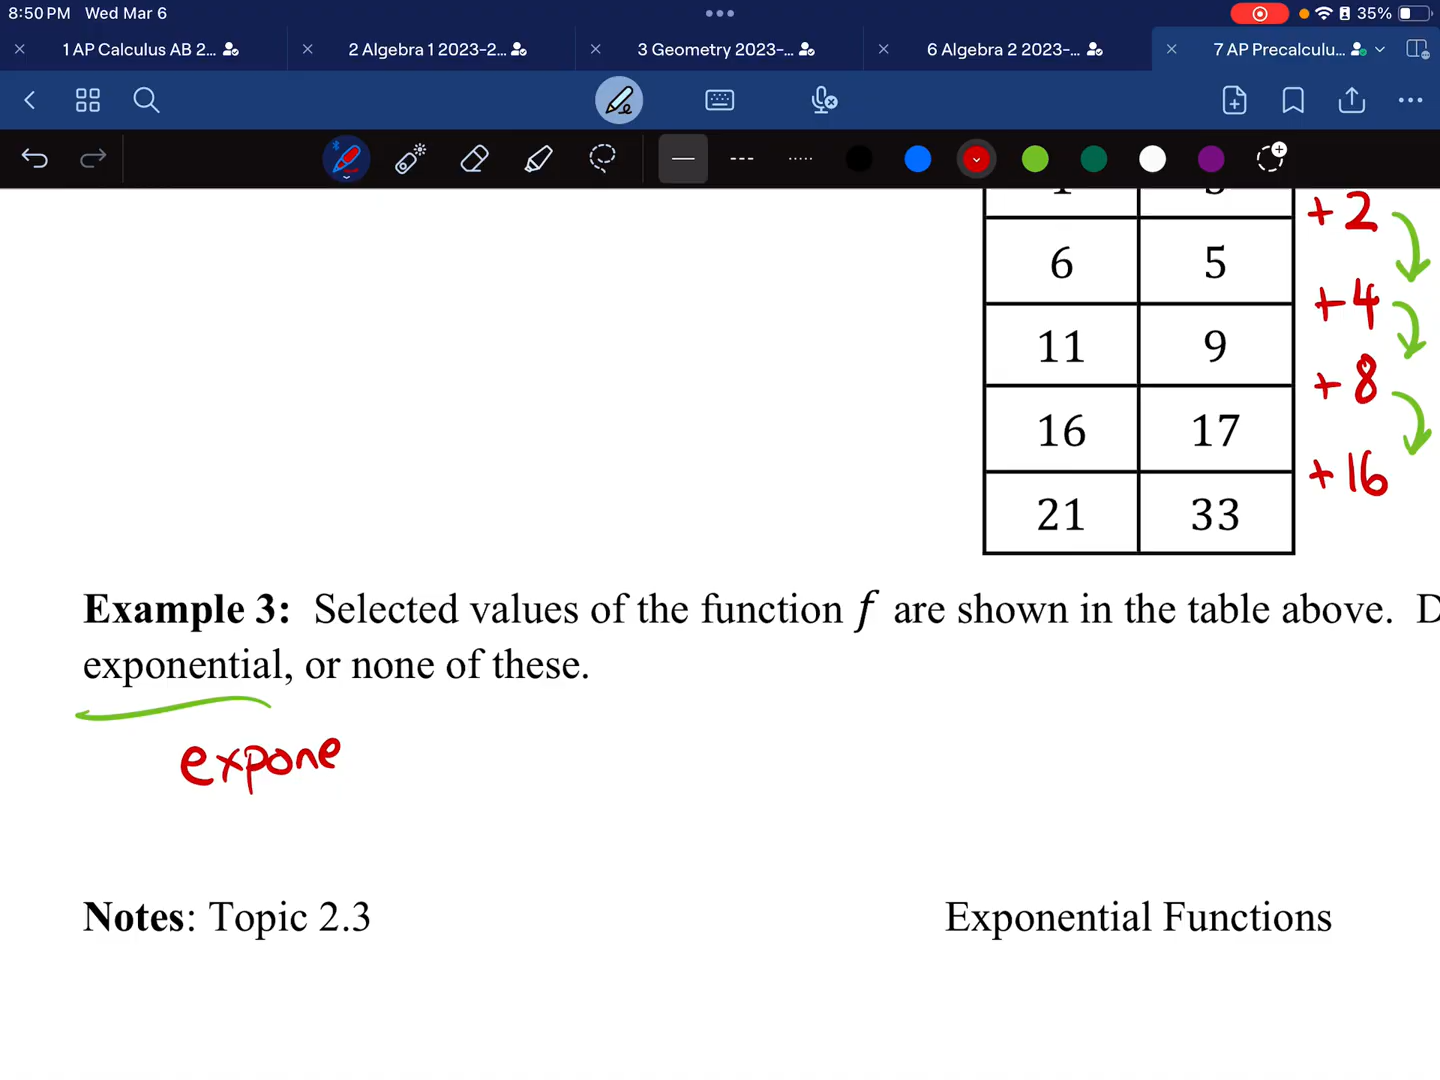 8:50 PM Wed Mar 6
35%
1 AP Calculus AB 2...
2 Algebra 1 2023-2...
3 Geometry 2023-...
6 Algebra 2 2023-...
7 AP Precalculu...
+2
6 5
+4
11 9
+8
16 17
+16
21 33
Example 3: Selected values of the function f are shown in the table above. D
exponential, or none of these.
expone
Notes: Topic 2.3 Exponential Functions